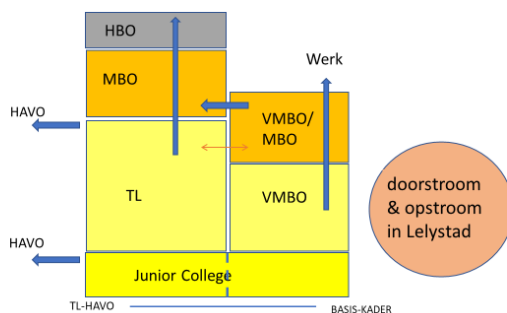 HBO
Werk
MBO
HAVO
VMBO/
MBO
TL
VMBO
doorstroom
& opstroom
in Lelystad
HAVO
Junior College
TL-HAVO
BASIS-KADER